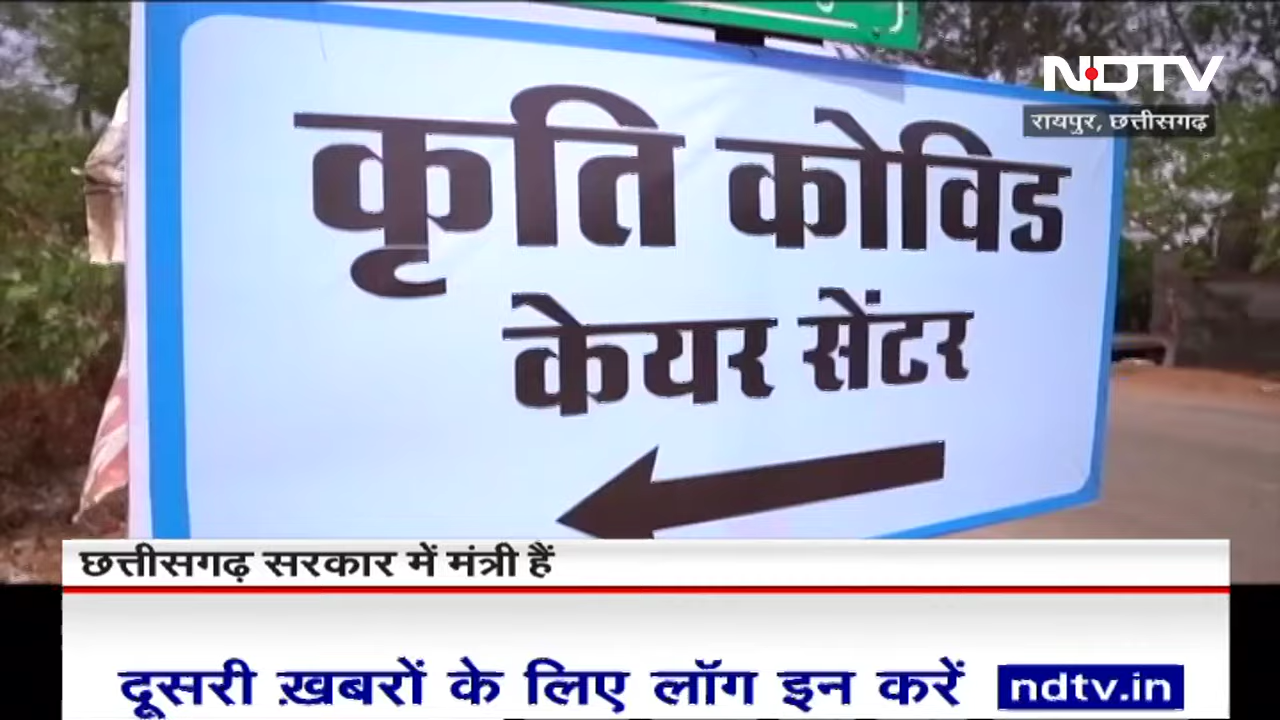 NDTV
रायपुर, छत्तीसगढ़
कृति कोविड
केयर सेंटर
छत्तीसगढ़ सरकार में मंत्री हैं
दूसरी ख़बरों के लिए लॉग इन करें ndtv.in